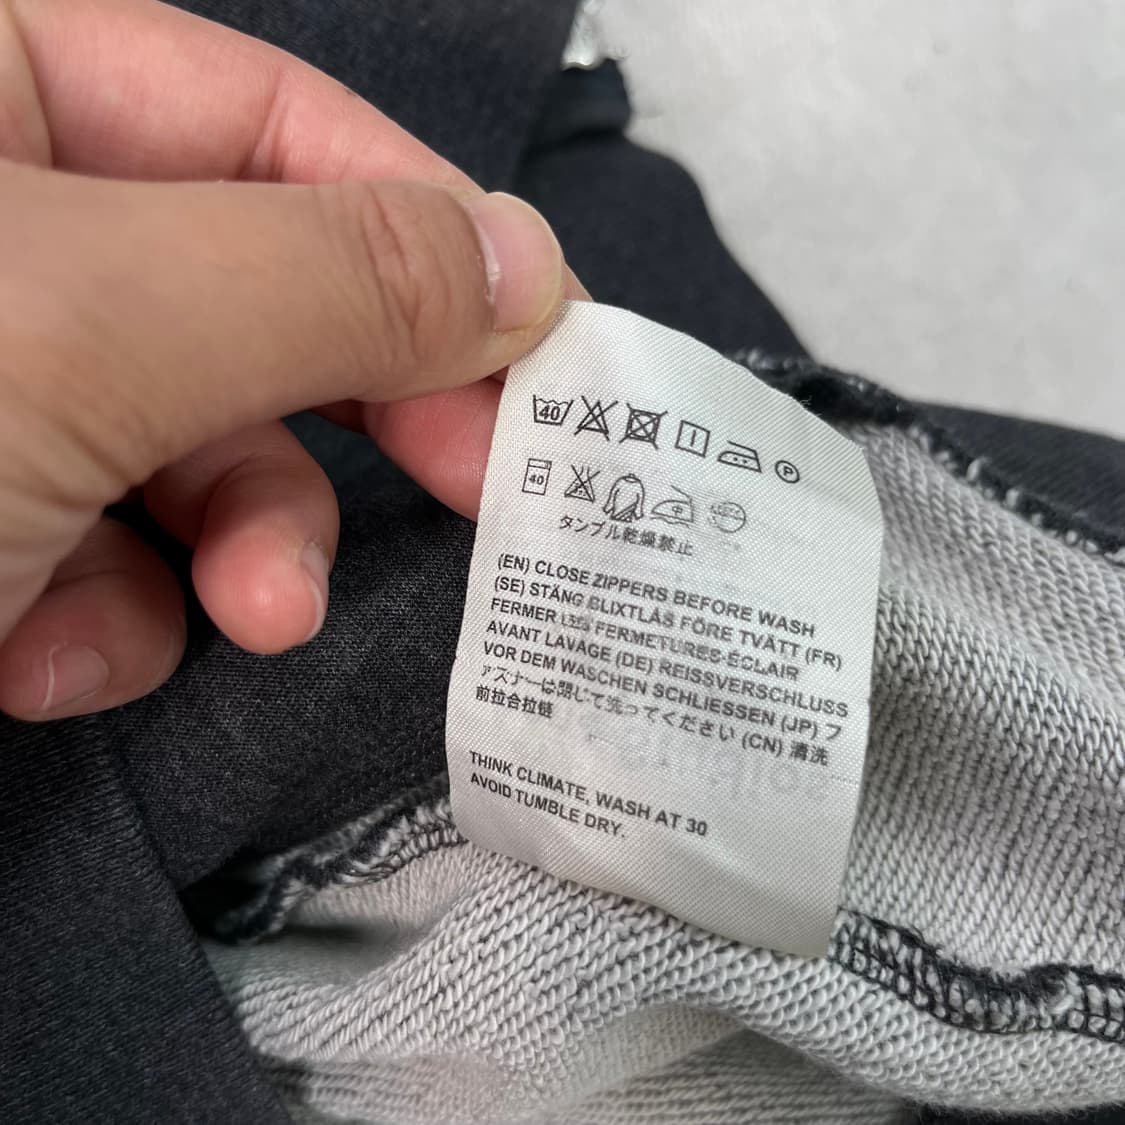 40 P
40
タンブル乾燥禁止
(EN) CLOSE ZIPPERS BEFORE WASH
(SE) STÄNG BLIXTLÅS FÖRE TVÄTT (FR)
FERMER LES FERMETURES-ÉCLAIR
AVANT LAVAGE (DE) REISSVERSCHLUSS
VOR DEM WASCHEN SCHLIESSEN (JP) フ
ァスナーは閉じて洗ってください (CN) 清洗
前拉合拉链
THINK CLIMATE, WASH AT 30
AVOID TUMBLE DRY.